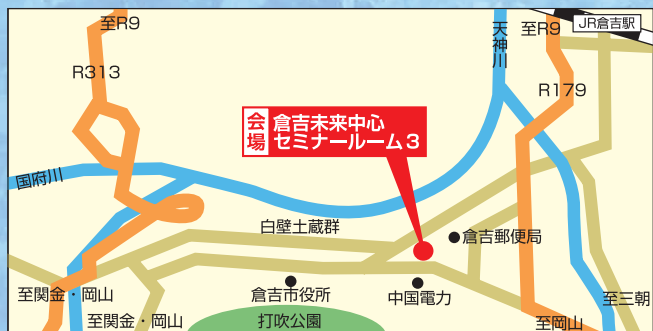 至R9
R313
天神川
至R9
JR倉吉駅
R179
会場
倉吉未来中心
セミナールーム3
国府川
白壁土蔵群
倉吉郵便局
至関金・岡山
倉吉市役所
中国電力
至三朝
至関金・岡山
打吹公園
至岡山